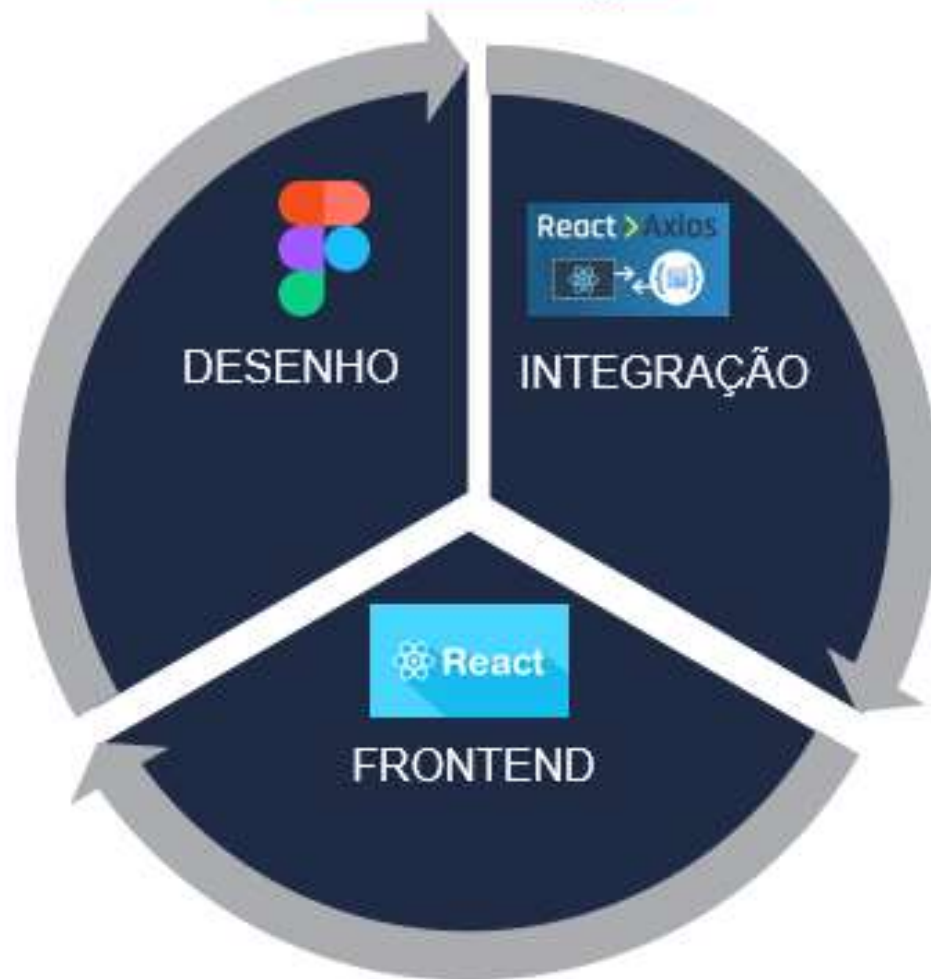 DESENHO
React > Axios
INTEGRAÇÃO
React
FRONTEND